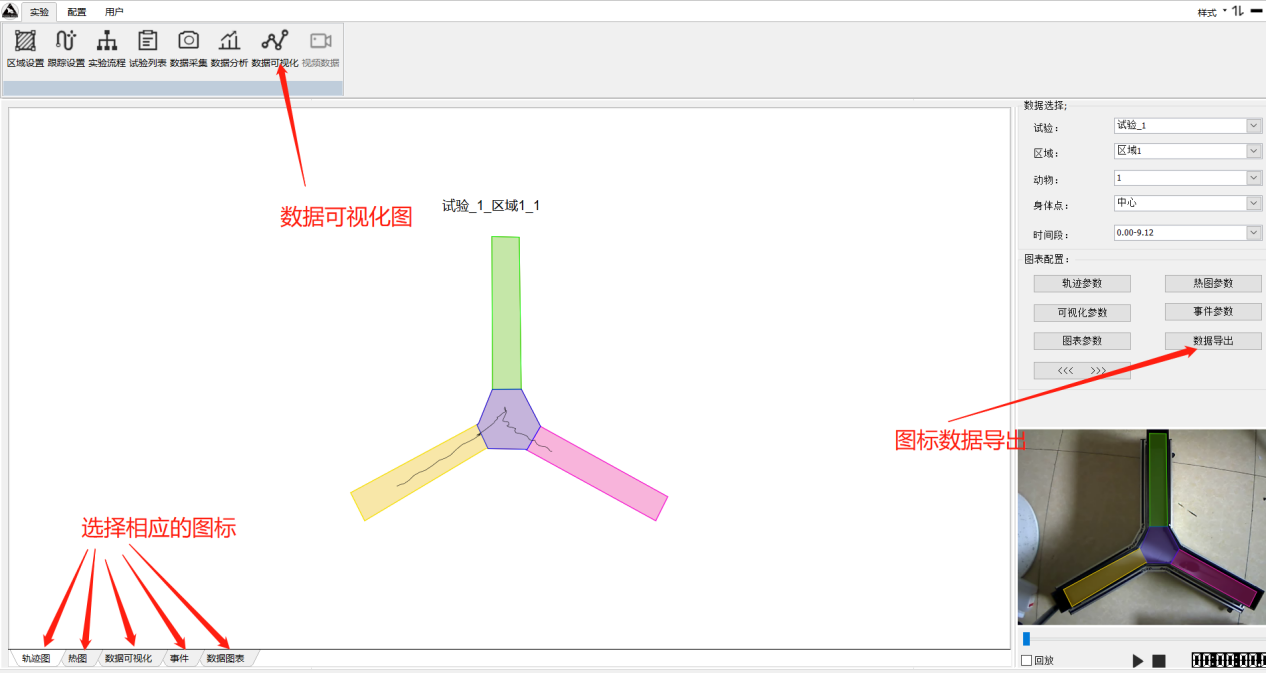 实验 配置 用户 样式
区域设置 跟踪设置 实验流程 试验列表 数据采集 数据分析 数据可视化 视频数据
数据选择;
试验： 试验_1
区域： 区域1
动物： 1
身体点： 中心
时间段： 0.00-9.12
图表配置：
轨迹参数 热图参数
可视化参数 事件参数
图表参数 数据导出
<<< >>>
数据可视化图
试验_1_区域1_1
图标数据导出
选择相应的图标
轨迹图 热图 数据可视化 事件 数据图表
回放 00:00:00:0